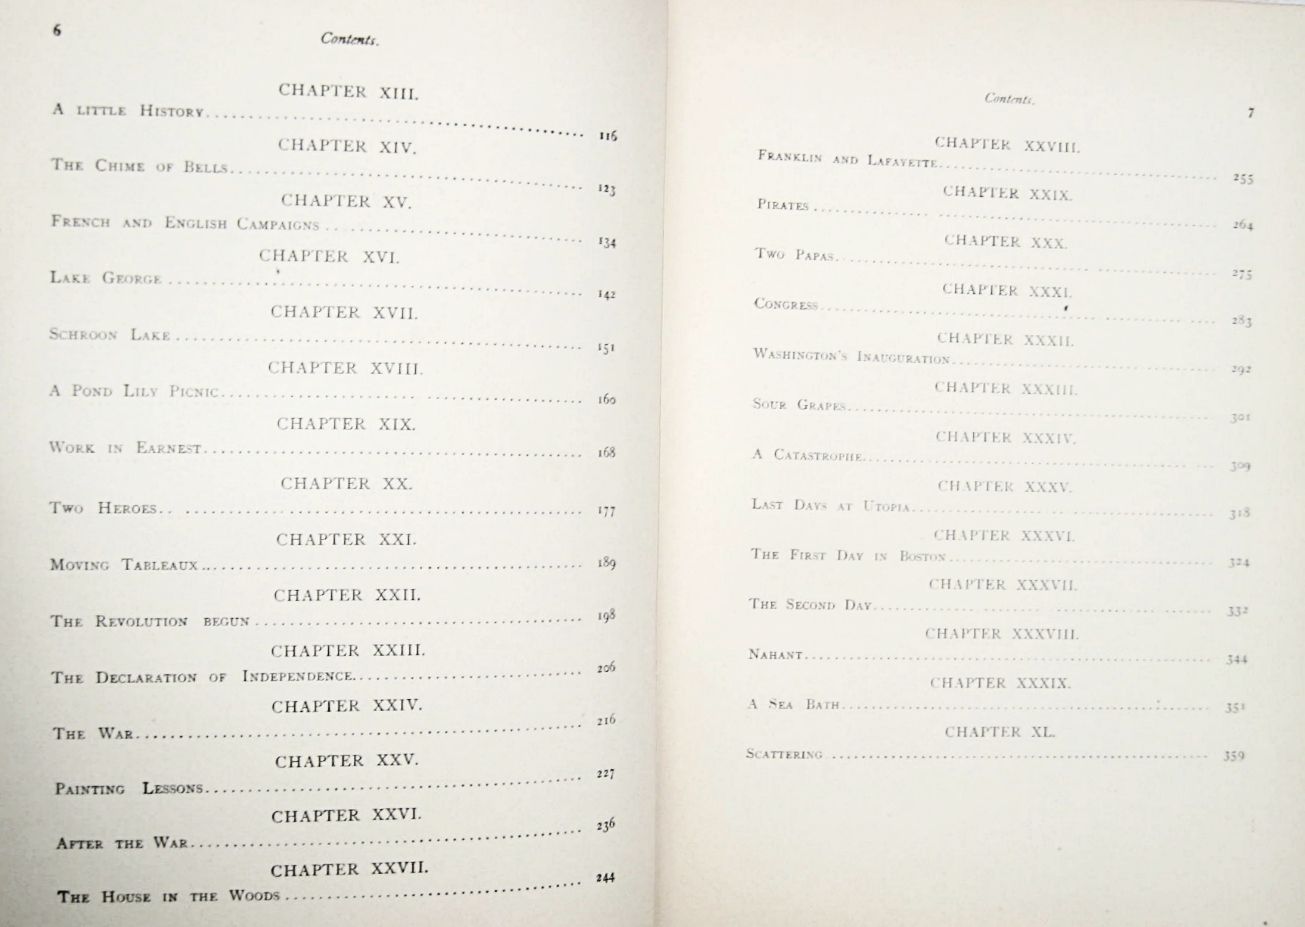 6
Contents.
CHAPTER XIII.
A LITTLE HISTORY.......... 116
CHAPTER XIV.
THE CHIME OF BELLS.......... 123
CHAPTER XV.
FRENCH AND ENGLISH CAMPAIGNS.......... 134
CHAPTER XVI.
LAKE GEORGE.......... 142
CHAPTER XVII.
SCHROON LAKE.......... 151
CHAPTER XVIII.
A POND LILY PICNIC.......... 160
CHAPTER XIX.
WORK IN EARNEST.......... 168
CHAPTER XX.
TWO HEROES.......... 177
CHAPTER XXI.
MOVING TABLEAUX.......... 189
CHAPTER XXII.
THE REVOLUTION BEGUN.......... 198
CHAPTER XXIII.
THE DECLARATION OF INDEPENDENCE.......... 206
CHAPTER XXIV.
THE WAR.......... 216
CHAPTER XXV.
PAINTING LESSONS.......... 227
CHAPTER XXVI.
AFTER THE WAR.......... 236
CHAPTER XXVII.
THE HOUSE IN THE WOODS.......... 244
Contents.
7
CHAPTER XXVIII.
FRANKLIN AND LAFAYETTE.......... 255
CHAPTER XXIX.
PIRATES.......... 264
CHAPTER XXX.
TWO PAPAS.......... 275
CHAPTER XXXI.
CONGRESS.......... 283
CHAPTER XXXII.
WASHINGTON'S INAUGURATION.......... 292
CHAPTER XXXIII.
SOUR GRAPES.......... 301
CHAPTER XXXIV.
A CATASTROPHE.......... 309
CHAPTER XXXV.
LAST DAYS AT UTOPIA.......... 318
CHAPTER XXXVI.
THE FIRST DAY IN BOSTON.......... 324
CHAPTER XXXVII.
THE SECOND DAY.......... 332
CHAPTER XXXVIII.
NAHANT.......... 344
CHAPTER XXXIX.
A SEA BATH.......... 351
CHAPTER XL.
SCATTERING.......... 359